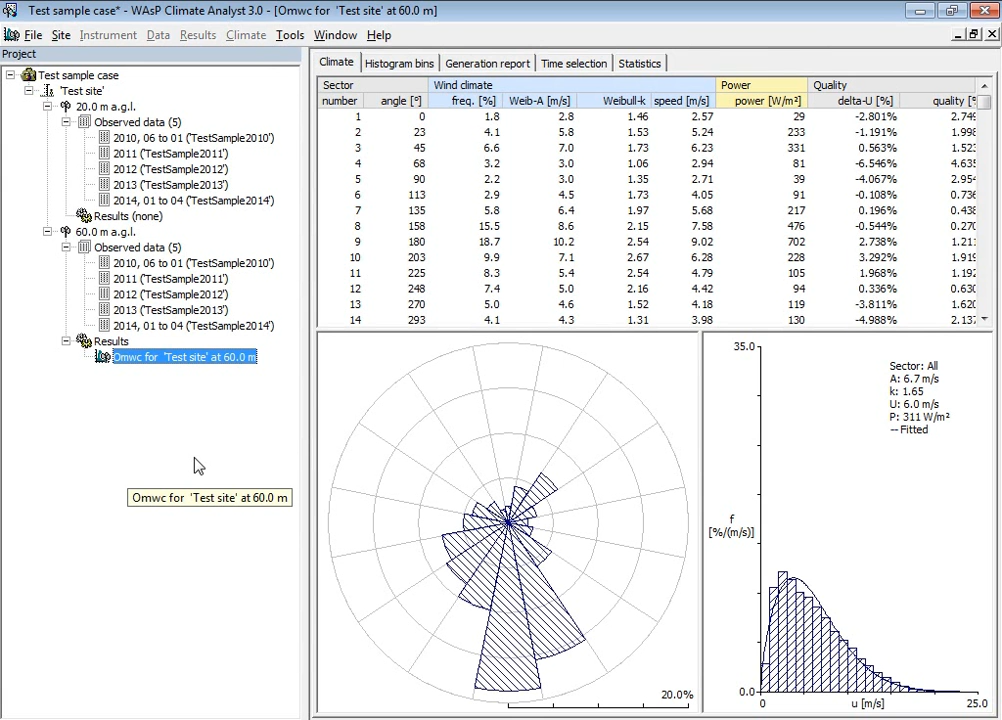 Test sample case* - WAsP Climate Analyst 3.0 - [Omwc for 'Test site' at 60.0 m]
File Site Instrument Data Results Climate Tools Window Help
Project
Test sample case
'Test site'
20.0 m a.g.l.
Observed data (5)
2010, 06 to 01 ('TestSample2010')
2011 ('TestSample2011')
2012 ('TestSample2012')
2013 ('TestSample2013')
2014, 01 to 04 ('TestSample2014')
Results (none)
60.0 m a.g.l.
Observed data (5)
2010, 06 to 01 ('TestSample2010')
2011 ('TestSample2011')
2012 ('TestSample2012')
2013 ('TestSample2013')
2014, 01 to 04 ('TestSample2014')
Results
Omwc for 'Test site' at 60.0 m
Omwc for 'Test site' at 60.0 m
Climate Histogram bins Generation report Time selection Statistics
Sector Wind climate Power Quality
number angle [°] freq. [%] Weib-A [m/s] Weibull-k speed [m/s] power [W/m²] delta-U [%] quality [%
1 0 1.8 2.8 1.46 2.57 29 -2.801% 2.749
2 23 4.1 5.8 1.53 5.24 233 -1.191% 1.998
3 45 6.6 7.0 1.73 6.23 331 0.563% 1.523
4 68 3.2 3.0 1.06 2.94 81 -6.546% 4.635
5 90 2.2 3.0 1.35 2.71 39 -4.067% 2.954
6 113 2.9 4.5 1.73 4.05 91 -0.108% 0.736
7 135 5.8 6.4 1.97 5.68 217 0.196% 0.438
8 158 15.5 8.6 2.15 7.58 476 -0.544% 0.270
9 180 18.7 10.2 2.54 9.02 702 2.738% 1.211
10 203 9.9 7.1 2.67 6.28 228 3.292% 1.919
11 225 8.3 5.4 2.54 4.79 105 1.968% 1.192
12 248 7.4 5.0 2.16 4.42 94 0.336% 0.630
13 270 5.0 4.6 1.52 4.18 119 -3.811% 1.620
14 293 4.1 4.3 1.31 3.98 130 -4.988% 2.137
20.0%
35.0
Sector: All
A: 6.7 m/s
k: 1.65
U: 6.0 m/s
P: 311 W/m²
-- Fitted
f
[%/(m/s)]
0.0
0 u [m/s] 25.0